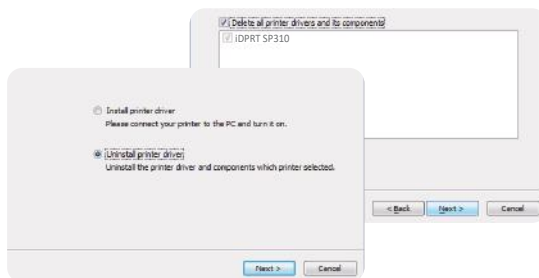 Delete all printer drivers and its components
iDPRT SP310
< Back Next > Cancel
Install printer driver
Please connect your printer to the PC and turn it on.
Uninstall printer driver
Uninstall the printer driver and components which printer selected.
Next > Cancel